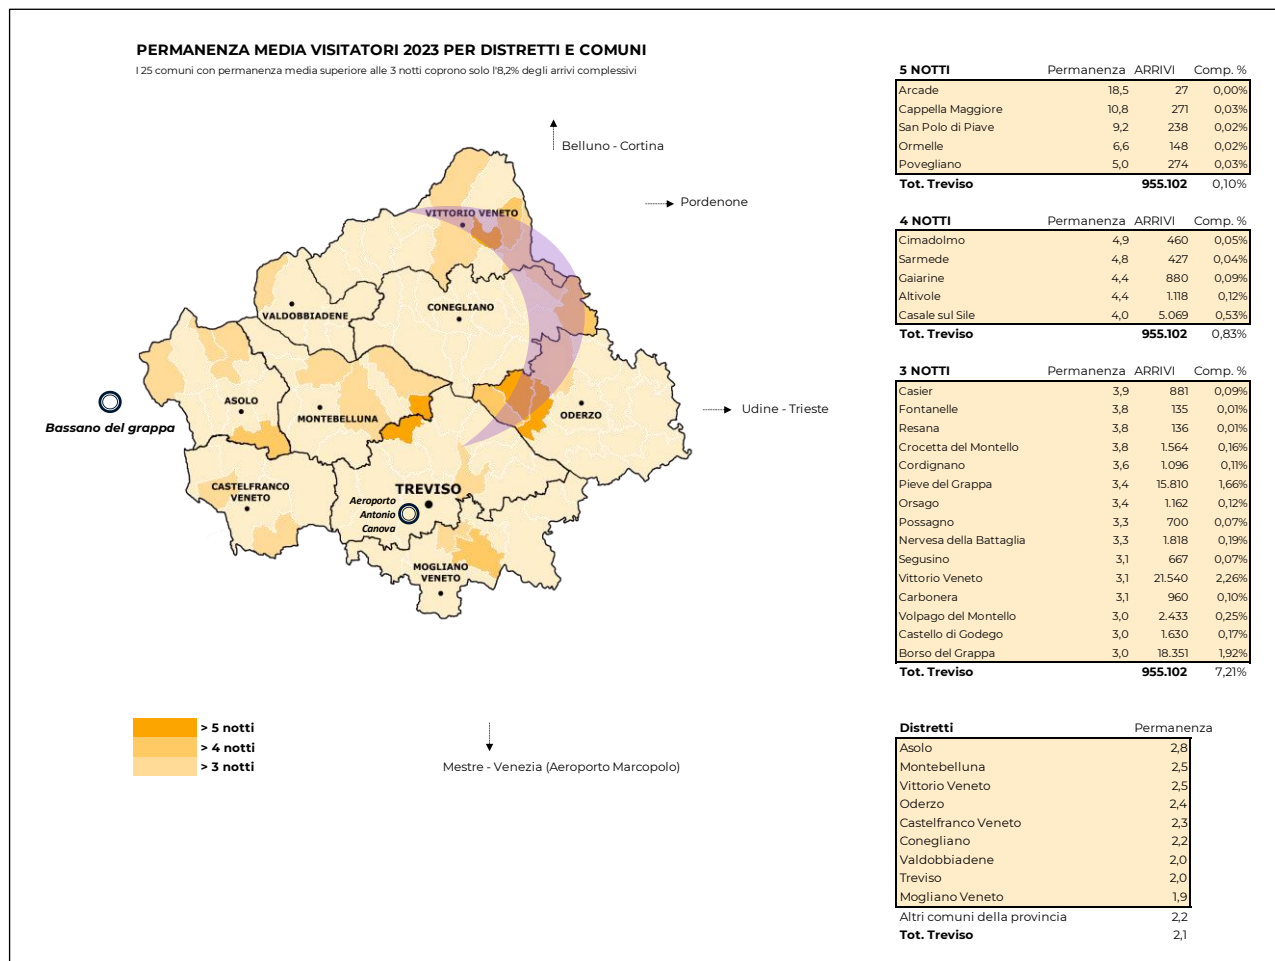 PERMANENZA MEDIA VISITATORI 2023 PER DISTRETTI E COMUNI
I 25 comuni con permanenza media superiore alle 3 notti coprono solo l'8,2% degli arrivi complessivi
Belluno - Cortina
Pordenone
VITTORIO VENETO
CONEGLIANO
VALDOBBIADENE
ASOLO
MONTEBELLUNA
ODERZO
Udine - Trieste
Bassano del grappa
CASTELFRANCO
VENETO
TREVISO
Aeroporto
Antonio
Canova
MOGLIANO
VENETO
> 5 notti
> 4 notti
> 3 notti
Mestre - Venezia (Aeroporto Marcopolo)
5 NOTTI Permanenza ARRIVI Comp. %
Arcade 18,5 27 0,00%
Cappella Maggiore 10,8 271 0,03%
San Polo di Piave 9,2 238 0,02%
Ormelle 6,6 148 0,02%
Povegliano 5,0 274 0,03%
Tot. Treviso 955.102 0,10%
4 NOTTI Permanenza ARRIVI Comp. %
Cimadolmo 4,9 460 0,05%
Sarmede 4,8 427 0,04%
Gaiarine 4,4 880 0,09%
Altivole 4,4 1.118 0,12%
Casale sul Sile 4,0 5.069 0,53%
Tot. Treviso 955.102 0,83%
3 NOTTI Permanenza ARRIVI Comp. %
Casier 3,9 881 0,09%
Fontanelle 3,8 135 0,01%
Resana 3,8 136 0,01%
Crocetta del Montello 3,8 1.564 0,16%
Cordignano 3,6 1.096 0,11%
Pieve del Grappa 3,4 15.810 1,66%
Orsago 3,4 1.162 0,12%
Possagno 3,3 700 0,07%
Nervesa della Battaglia 3,3 1.818 0,19%
Segusino 3,1 667 0,07%
Vittorio Veneto 3,1 21.540 2,26%
Carbonera 3,1 960 0,10%
Volpago del Montello 3,0 2.433 0,25%
Castello di Godego 3,0 1.630 0,17%
Borso del Grappa 3,0 18.351 1,92%
Tot. Treviso 955.102 7,21%
Distretti Permanenza
Asolo 2,8
Montebelluna 2,5
Vittorio Veneto 2,5
Oderzo 2,4
Castelfranco Veneto 2,3
Conegliano 2,2
Valdobbiadene 2,0
Treviso 2,0
Mogliano Veneto 1,9
Altri comuni della provincia 2,2
Tot. Treviso 2,1